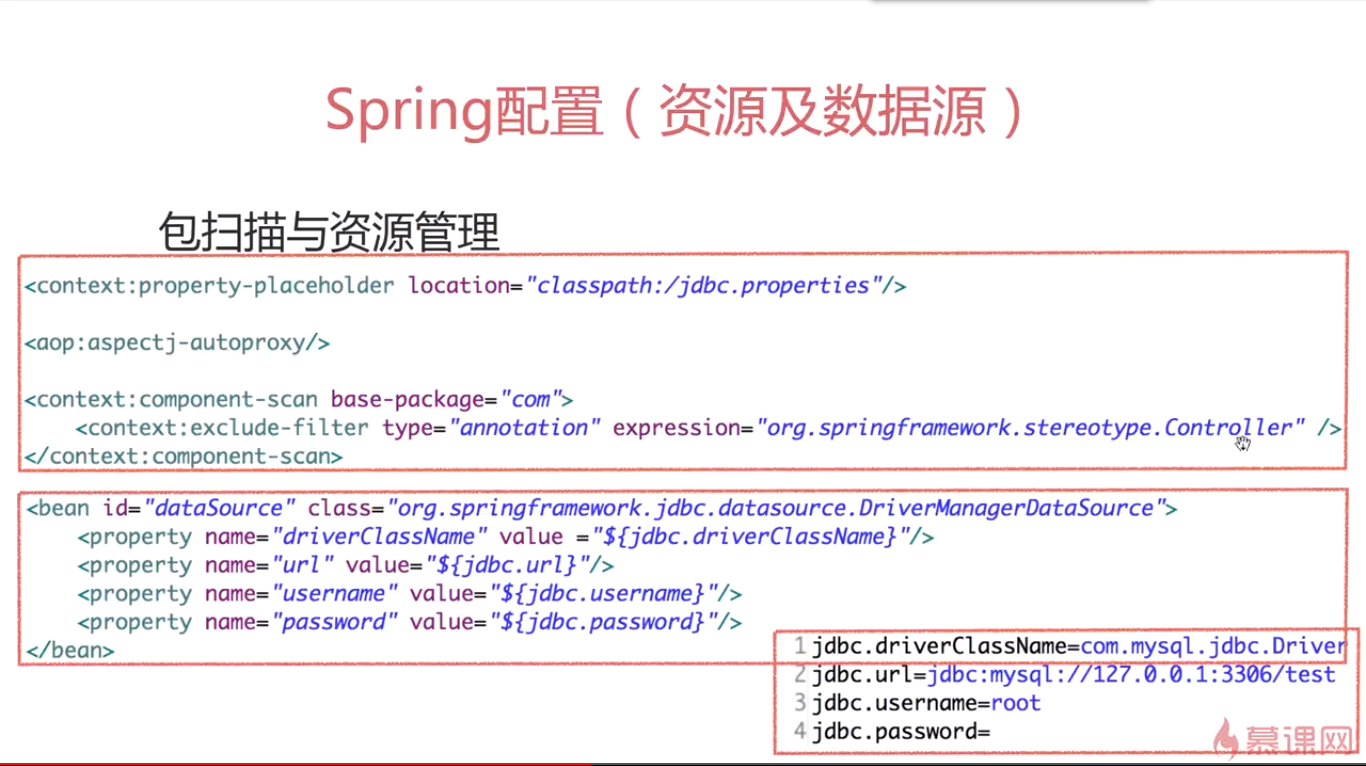 Spring配置（资源及数据源）
包扫描与资源管理
<context:property-placeholder location="classpath:/jdbc.properties"/>
<aop:aspectj-autoproxy/>
<context:component-scan base-package="com">
<context:exclude-filter type="annotation" expression="org.springframework.stereotype.Controller" />
</context:component-scan>
<bean id="dataSource" class="org.springframework.jdbc.datasource.DriverManagerDataSource">
<property name="driverClassName" value ="${jdbc.driverClassName}"/>
<property name="url" value="${jdbc.url}"/>
<property name="username" value="${jdbc.username}"/>
<property name="password" value="${jdbc.password}"/>
</bean>
1 jdbc.driverClassName=com.mysql.jdbc.Driver
2 jdbc.url=jdbc:mysql://127.0.0.1:3306/test
3 jdbc.username=root
4 jdbc.password=
慕课网